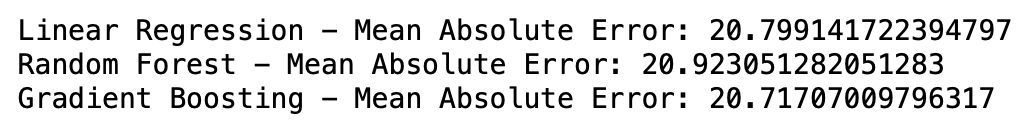 Linear Regression - Mean Absolute Error: 20.799141722394797
Random Forest - Mean Absolute Error: 20.923051282051283
Gradient Boosting - Mean Absolute Error: 20.71707009796317